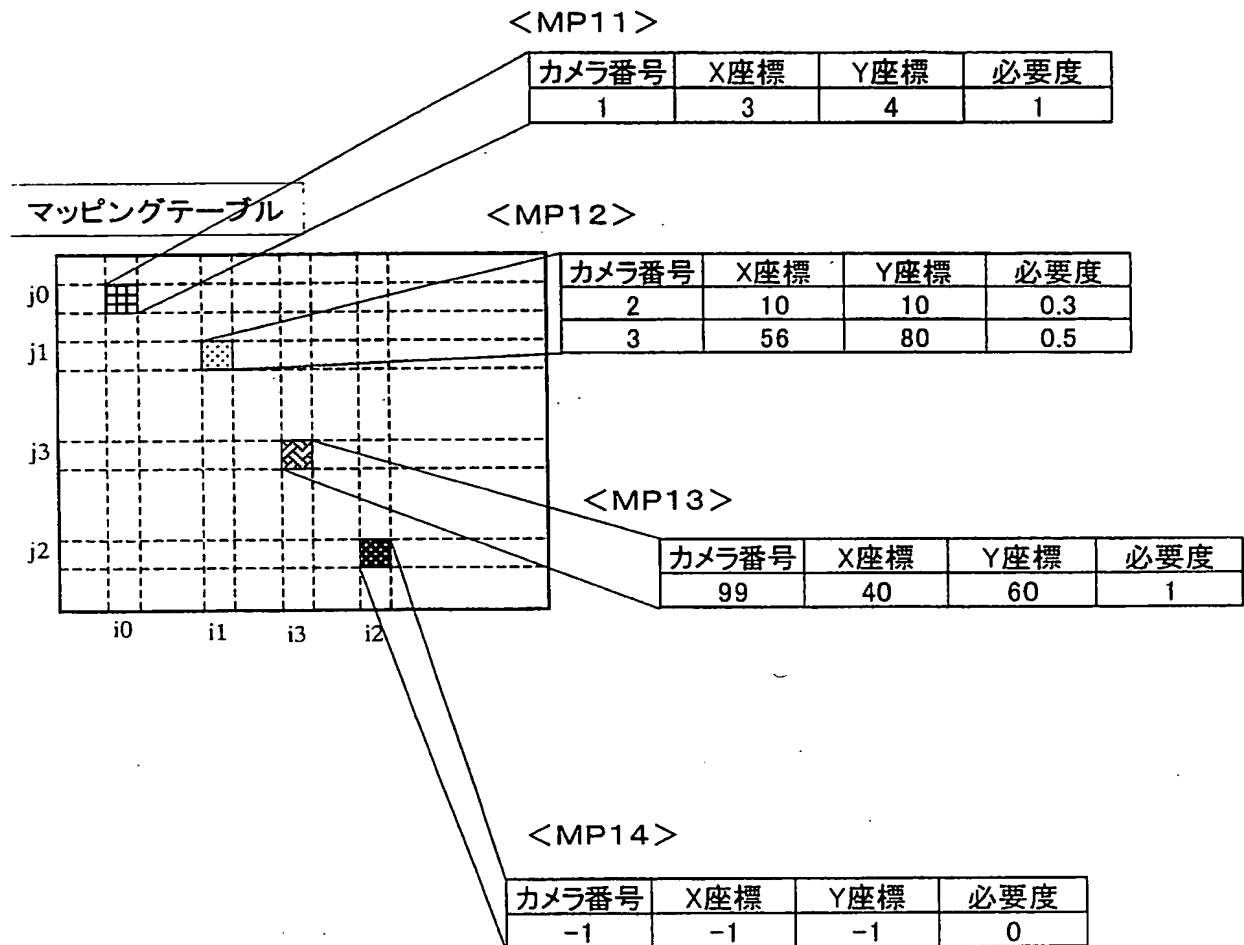 <MP11>
カメラ番号 X座標 Y座標 必要度
1 3 4 1
マッピングテーブル
<MP12>
カメラ番号 X座標 Y座標 必要度
2 10 10 0.3
3 56 80 0.5
j0
j1
j3
j2
i0 i1 i3 i2
<MP13>
カメラ番号 X座標 Y座標 必要度
99 40 60 1
<MP14>
カメラ番号 X座標 Y座標 必要度
-1 -1 -1 0